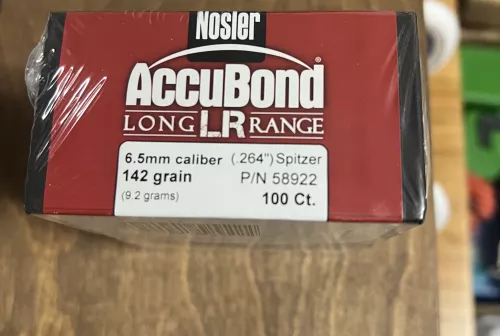 Nosler
AccuBond®
LONG LR RANGE
6.5mm caliber (.264") Spitzer
142 grain P/N 58922
(9.2 grams) 100 Ct.